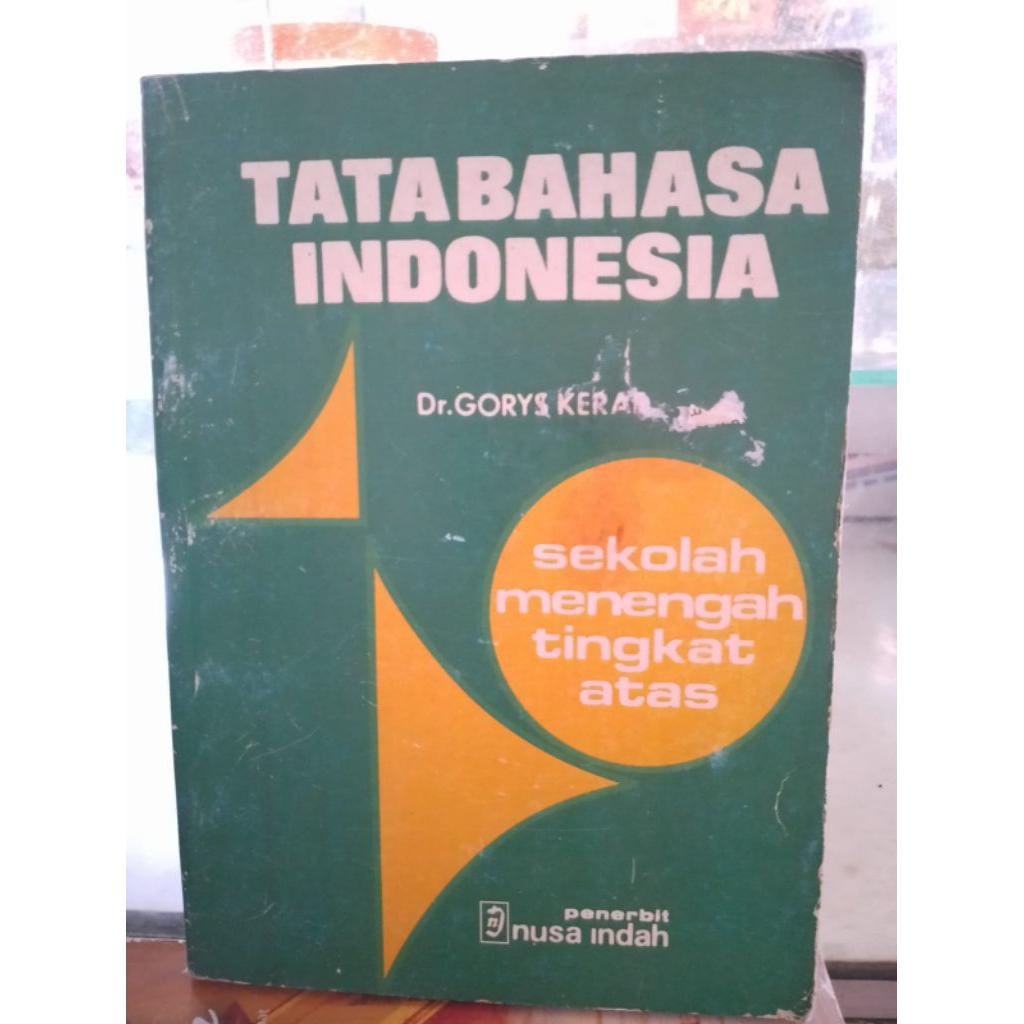 TATABAHASA
INDONESIA
Dr.GORYS KERAF
sekolah
menengah
tingkat
atas
penerbit
nusa indah